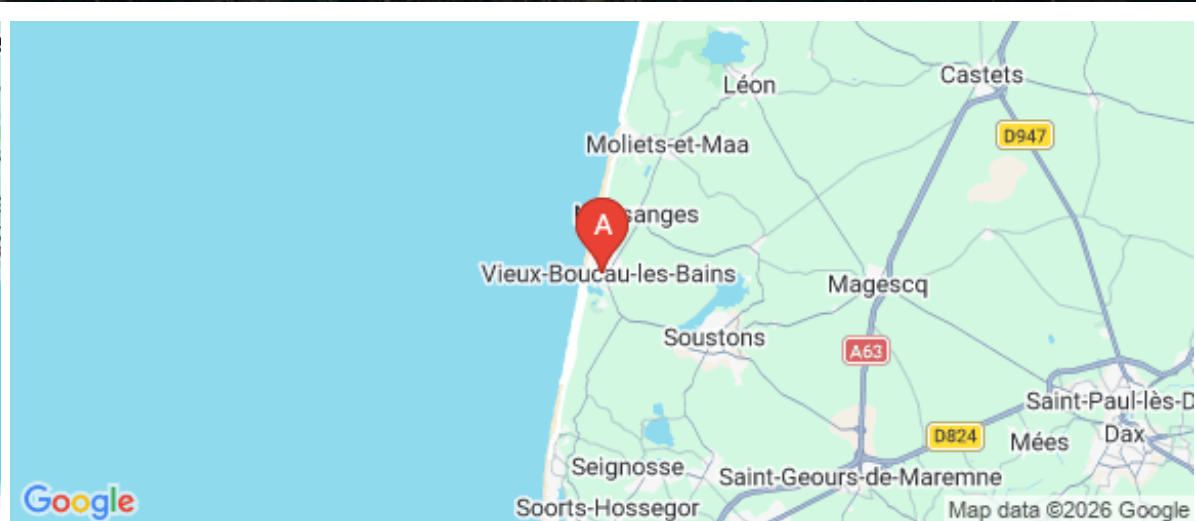 Castets
Léon
D947
Moliets-et-Maa
A
Vieux-Boucau-les-Bains
Magescq
Soustons
A63
Saint-Paul-lès-D
D824
Mées
Dax
Seignosse
Saint-Geours-de-Maremne
Google
Soorts-Hossegor
Map data ©2026 Google